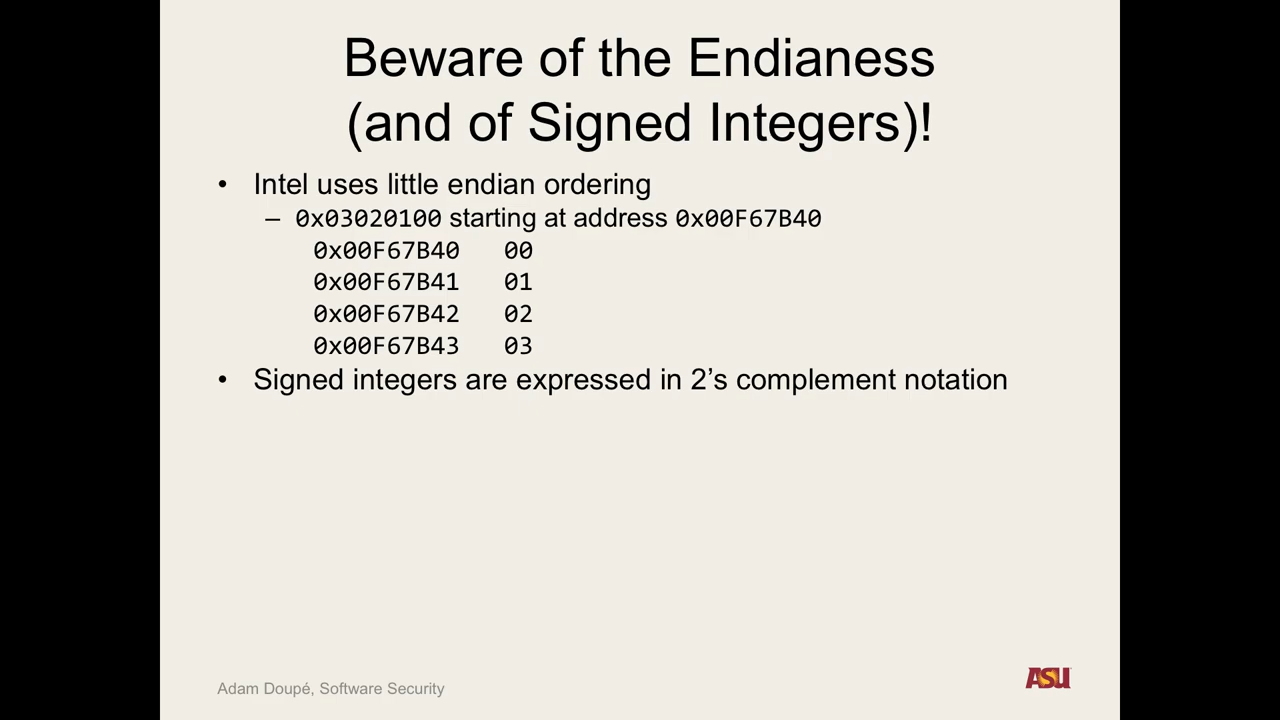 Beware of the Endianess
(and of Signed Integers)!
• Intel uses little endian ordering
– 0x03020100 starting at address 0x00F67B40
0x00F67B40 00
0x00F67B41 01
0x00F67B42 02
0x00F67B43 03
• Signed integers are expressed in 2’s complement notation
Adam Doupé, Software Security
ASU